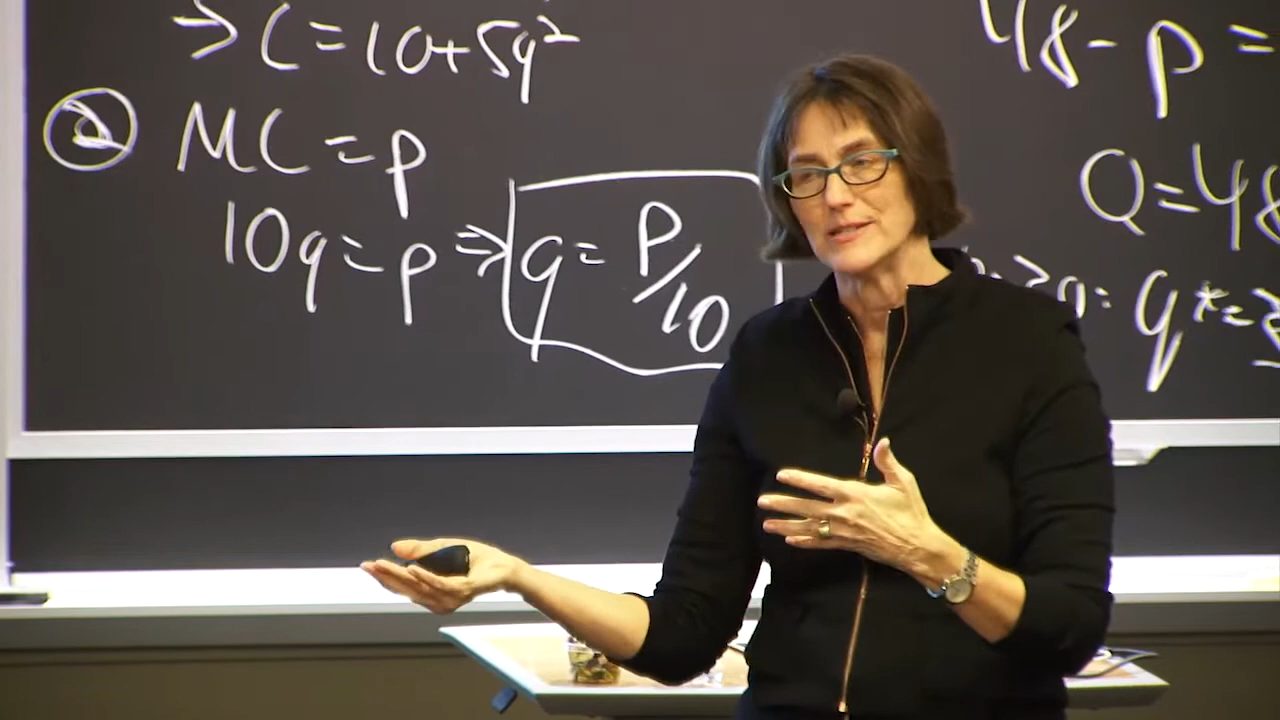 → C = 10 + 5q²
② MC = p
10q = p ⇒ q = P/10
48 - p =
Q = 48
q* =